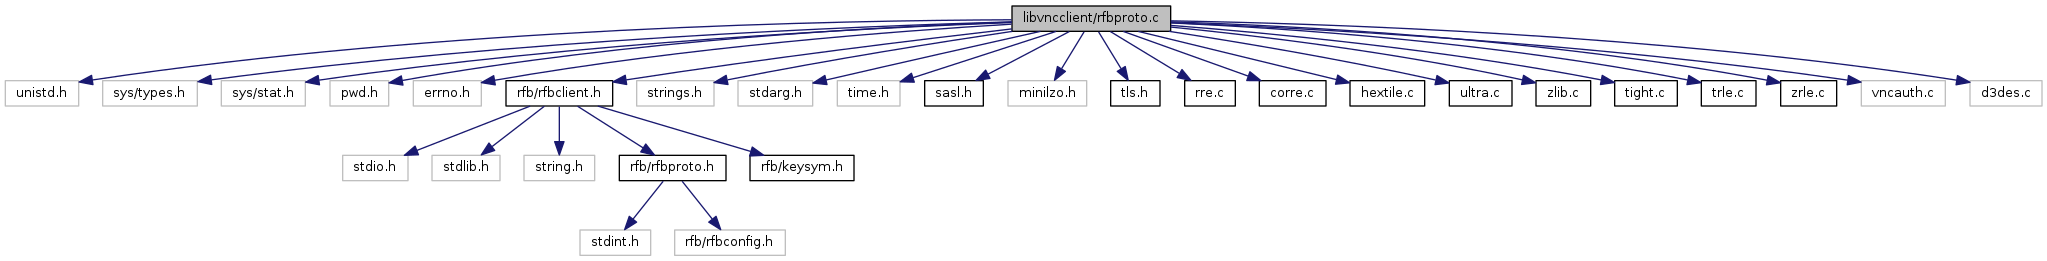 libvncclient/rfbproto.c
unistd.h
sys/types.h
sys/stat.h
pwd.h
errno.h
rfb/rfbclient.h
strings.h
stdarg.h
time.h
sasl.h
minilzo.h
tls.h
rre.c
corre.c
hextile.c
ultra.c
zlib.c
tight.c
trle.c
zrle.c
vncauth.c
d3des.c
stdio.h
stdlib.h
string.h
rfb/rfbproto.h
rfb/keysym.h
stdint.h
rfb/rfbconfig.h